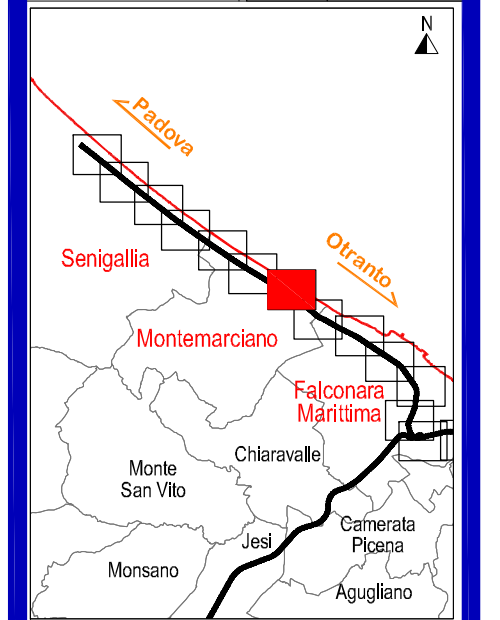 N
Padova
Otranto
Senigallia
Montemarciano
Falconara
Marittima
Chiaravalle
Monte
San Vito
Camerata
Picena
Jesi
Monsano
Agugliano